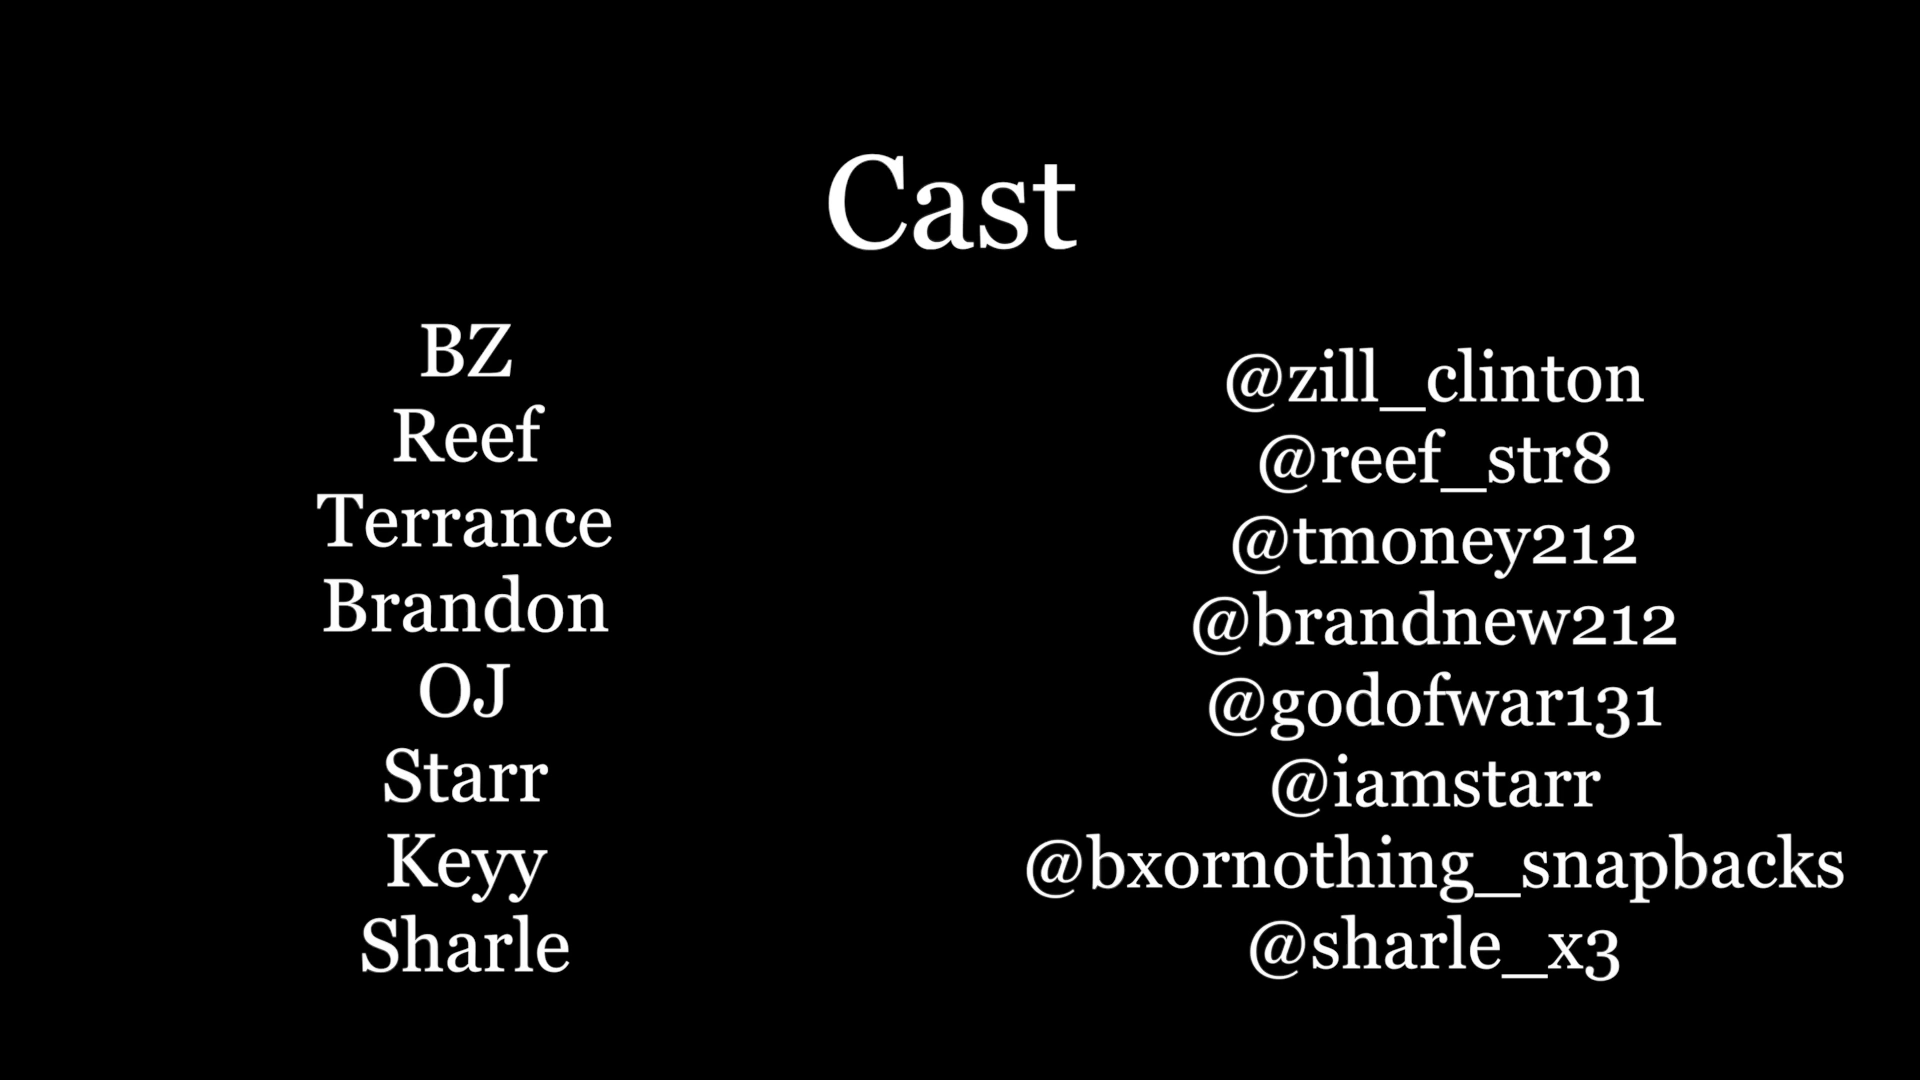 Cast
BZ
Reef
Terrance
Brandon
OJ
Starr
Keyy
Sharle
@zill_clinton
@reef_str8
@tmoney212
@brandnew212
@godofwar131
@iamstarr
@bxornothing_snapbacks
@sharle_x3